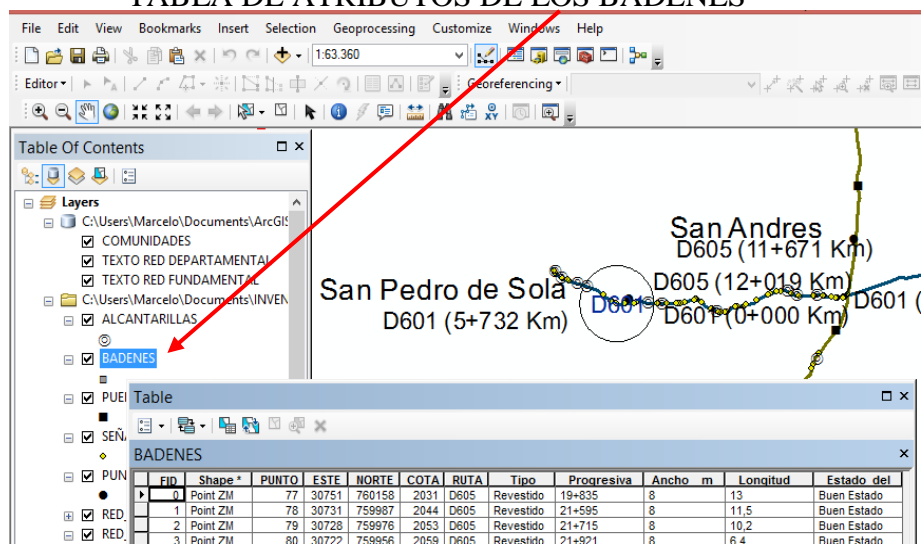 TABLA DE ATRIBUTOS DE LOS BADENES
File Edit View Bookmarks Insert Selection Geoprocessing Customize Windows Help
1:63.360
Editor
Georeferencing
Table Of Contents
Layers
C:\Users\Marcelo\Documents\ArcGIS
COMUNIDADES
TEXTO RED DEPARTAMENTAL
TEXTO RED FUNDAMENTAL
C:\Users\Marcelo\Documents\INVEN
ALCANTARILLAS
BADENES
PUE
SEÑ
PUN
RED_
RED_
San Andres
D605 (11+671 Km)
San Pedro de Sola
D605 (12+019 Km)
D601
D601 (0+000 Km)
D601 (
D601 (5+732 Km)
Table
BADENES
FID Shape * PUNTO ESTE NORTE COTA RUTA Tipo Progresiva Ancho m Longitud Estado del
0 Point ZM 77 30751 760158 2031 D605 Revestido 19+835 8 13 Buen Estado
1 Point ZM 78 30731 759987 2044 D605 Revestido 21+595 8 11,5 Buen Estado
2 Point ZM 79 30728 759976 2053 D605 Revestido 21+715 8 10,2 Buen Estado
3 Point ZM 80 30722 759956 2059 D605 Revestido 21+921 8 6,4 Buen Estado